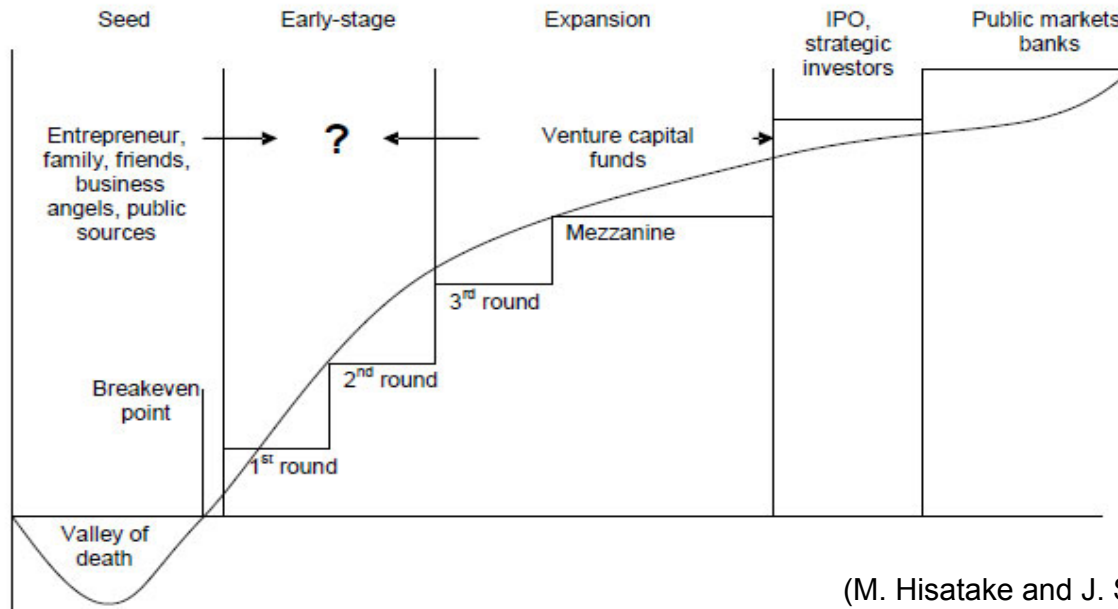 Seed
Early-stage
Expansion
IPO,
strategic
investors
Public markets
banks
Entrepreneur,
family, friends,
business
angels, public
sources
?
Venture capital
funds
Mezzanine
3rd round
2nd round
1st round
Breakeven
point
Valley of
death
(M. Hisatake and J.